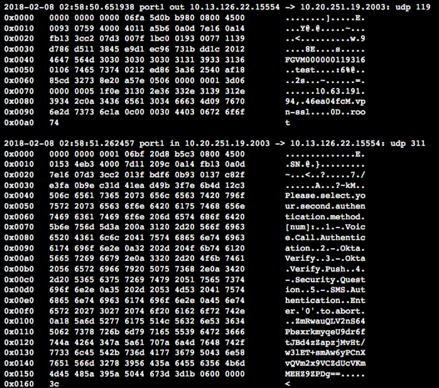 2018-02-08 02:58:50.651938 port1 out 10.13.126.22.15554 -> 10.20.251.19.2003: udp 119
0x0000 0000 0000 0000 06fa 5d0b b980 0800 4500 ........].....E.
0x0010 0093 0759 4000 4011 a5b6 0a0d 7e16 0a14 ...Y@.@.....~...
0x0020 fb13 3cc2 07d3 007f 1bc0 0193 0077 1139 ..<..........w.9
0x0030 d786 d511 3845 e9d1 ec96 731b dd1c 2012 ....8E....s.....
0x0040 4647 564d 3030 3030 3030 3131 3933 3136 FGVM000000119316
0x0050 0106 7465 7374 0212 ed86 3a36 2540 af18 ..test....:6%@..
0x0060 85cd 3273 8e20 a57e 0506 0000 0001 3d06 ..2s...~......=.
0x0070 0000 0005 1f0e 3130 2e36 332e 3139 312e ......10.63.191.
0x0080 3934 2c0a 3436 6561 3034 6663 4d09 7670 94,.46ea04fcM.vp
0x0090 6e2d 7373 6c1a 0c00 0030 4403 0672 6f6f n-ssl....0D..roo
0x00a0 74 t
2018-02-08 02:58:51.262457 port1 in 10.20.251.19.2003 -> 10.13.126.22.15554: udp 311
0x0000 0000 0000 0001 06bf 20d8 b5c3 0800 4500 ..............E.
0x0010 0153 4eb3 4000 7d11 209c 0a14 fb13 0a0d .SN.@.}.........
0x0020 7e16 07d3 3cc2 013f bdf6 0b93 0137 c82f ~...<..?.....7./
0x0030 e3fa 0b9e c31d 41ea d49b 3f7e 6b4d 12c3 ......A...?~kM..
0x0040 506c 6561 7365 2073 656c 6563 7420 796f Please.select.yo
0x0050 7572 2073 6563 6f6e 6420 6175 7468 656e ur.second.authen
0x0060 7469 6361 7469 6f6e 206d 6574 686f 6420 tication.method.
0x0070 5b6e 756d 5d3a 200a 3120 2d20 566f 6963 [num]:..1.-.Voic
0x0080 6520 4361 6c6c 2041 7574 6865 6e74 6963 e.Call.Authentic
0x0090 6174 696f 6e2e 0a32 202d 204f 6b74 6120 ation..2.-.Okta.
0x00a0 5665 7269 6679 2e0a 3320 2d20 4f6b 7461 Verify..3.-.Okta
0x00b0 2056 6572 6966 7920 5075 7368 2e0a 3420 .Verify.Push..4.
0x00c0 2d20 5365 6375 7269 7479 2051 7565 7374 -.Security.Quest
0x00d0 696f 6e2e 0a35 202d 2053 4d53 2041 7574 ion..5.-.SMS.Aut
0x00e0 6865 6e74 6963 6174 696f 6e2e 0a45 6e74 hentication..Ent
0x00f0 6572 2027 3027 2074 6f20 6162 6f72 742e er.'0'.to.abort.
0x0100 0a18 5a6d 5277 6175 514c 5632 6e53 3634 ..ZmRwauQLV2nS64
0x0110 5062 7378 726b 6d79 7165 5539 6472 3666 PbsxrkmyqeU9dr6f
0x0120 744a 4264 347a 5a61 707a 6a4d 7648 742f tJBd4zZapzjMvHt/
0x0130 7733 6c45 542b 736d 4177 3679 5043 6e58 w3lET+smAw6yPCnX
0x0140 7651 566d 3278 3956 435a 6455 6356 4b6d vQVm2x9VCZdUcVKm
0x0150 4d45 485a 395a 5044 673d 3d1b 0600 0000 MEHZ9ZPDg==.....
0x0160 3c <